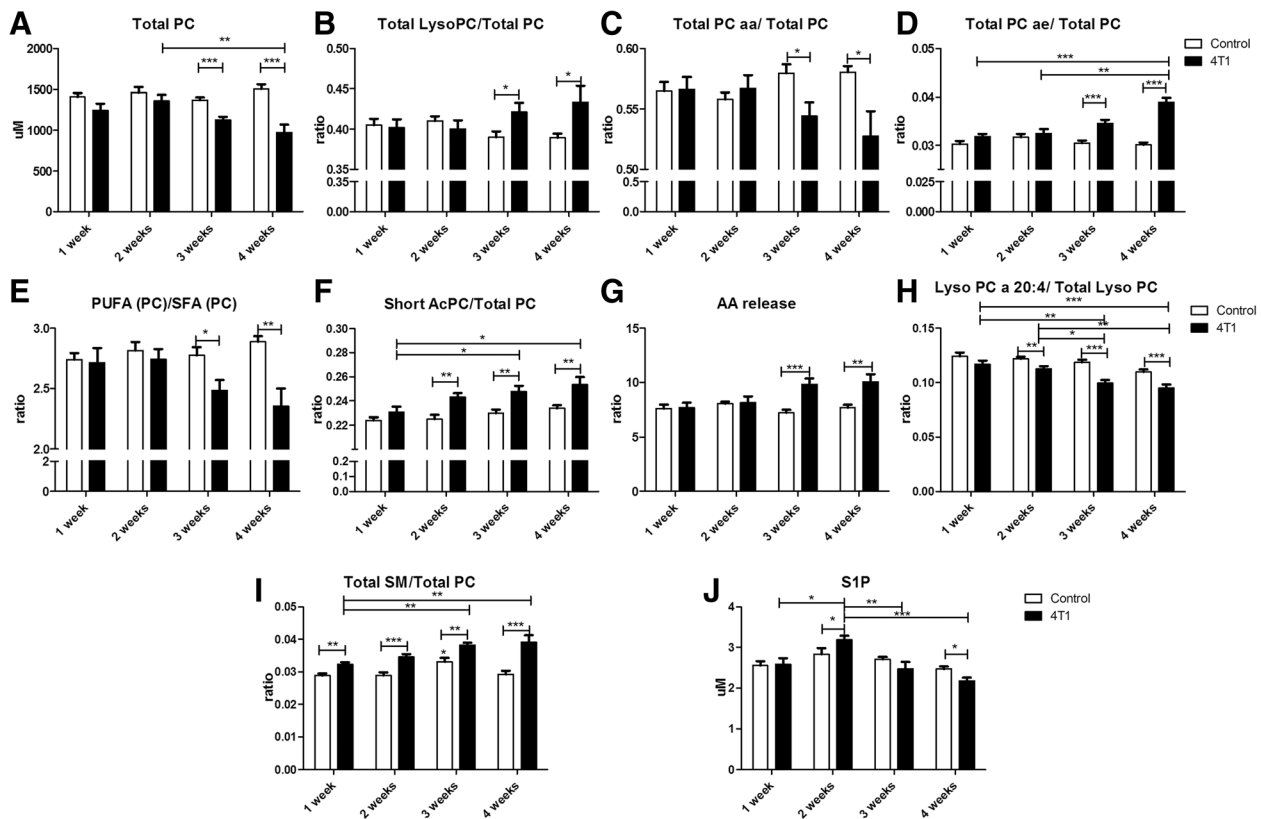 A
Total PC
**
***
***
2000
1500
1000
500
0
uM
1 week
2 weeks
3 weeks
4 weeks
B
Total LysoPC/Total PC
*
*
0.50
0.45
0.40
0.35
0.35
0.00
ratio
1 week
2 weeks
3 weeks
4 weeks
C
Total PC aa/ Total PC
*
*
0.60
0.55
0.50
0.5
0.0
ratio
1 week
2 weeks
3 weeks
4 weeks
D
Total PC ae/ Total PC
***
**
***
***
0.05
0.04
0.03
0.025
0.000
ratio
1 week
2 weeks
3 weeks
4 weeks
Control
4T1
E
PUFA (PC)/SFA (PC)
*
**
3.0
2.5
2.0
2
0
ratio
1 week
2 weeks
3 weeks
4 weeks
F
Short AcPC/Total PC
*
*
**
**
**
0.30
0.28
0.26
0.24
0.22
0.2
0.1
0.0
ratio
1 week
2 weeks
3 weeks
4 weeks
G
AA release
***
**
15
10
5
0
ratio
1 week
2 weeks
3 weeks
4 weeks
H
Lyso PC a 20:4/ Total Lyso PC
***
**
**
*
**
***
***
0.15
0.10
0.05
0.00
ratio
1 week
2 weeks
3 weeks
4 weeks
Control
4T1
I
Total SM/Total PC
**
**
**
***
**
*
***
0.05
0.04
0.03
0.02
0.01
0.00
ratio
1 week
2 weeks
3 weeks
4 weeks
J
S1P
*
**
***
*
*
4
3
2
1
0
uM
1 week
2 weeks
3 weeks
4 weeks
Control
4T1